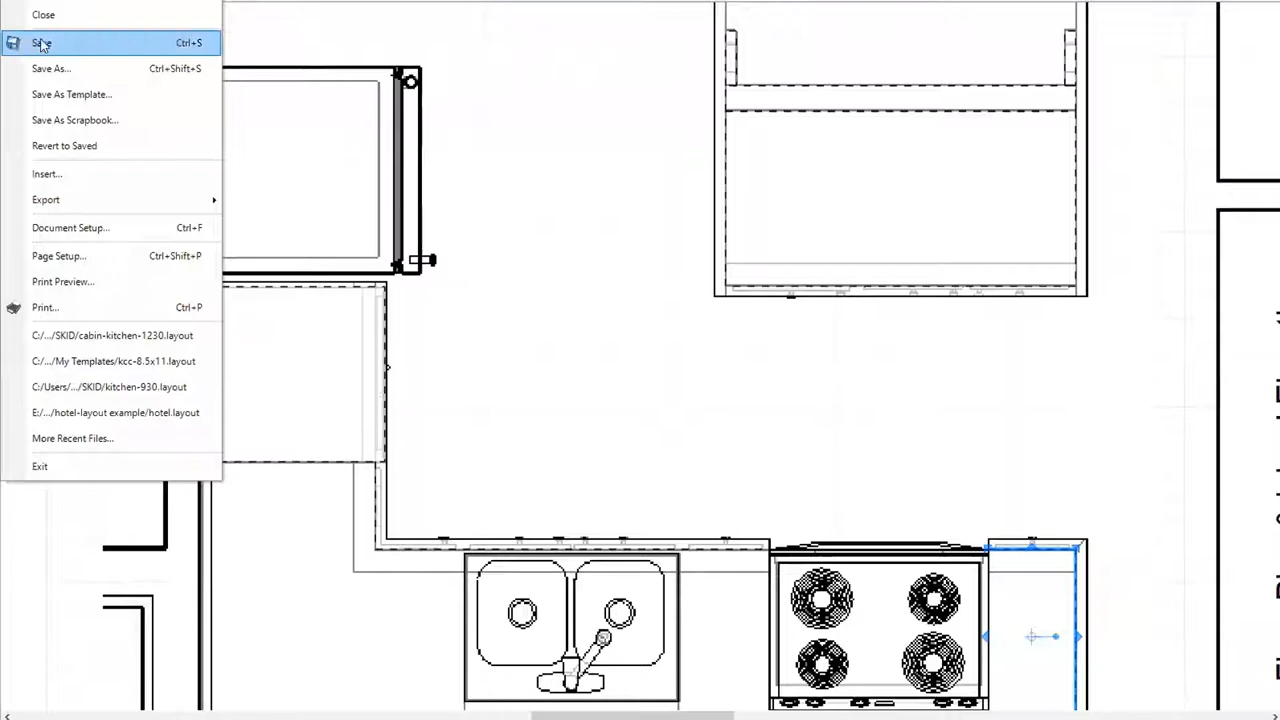 Close
Save Ctrl+S
Save As... Ctrl+Shift+S
Save As Template...
Save As Scrapbook...
Revert to Saved
Insert...
Export
Document Setup... Ctrl+F
Page Setup... Ctrl+Shift+P
Print Preview...
Print... Ctrl+P
C:/.../SKID/cabin-kitchen-1230.layout
C:/.../My Templates/kcc-8.5x11.layout
C:/Users/.../SKID/kitchen-930.layout
E:/.../hotel-layout example/hotel.layout
More Recent Files...
Exit